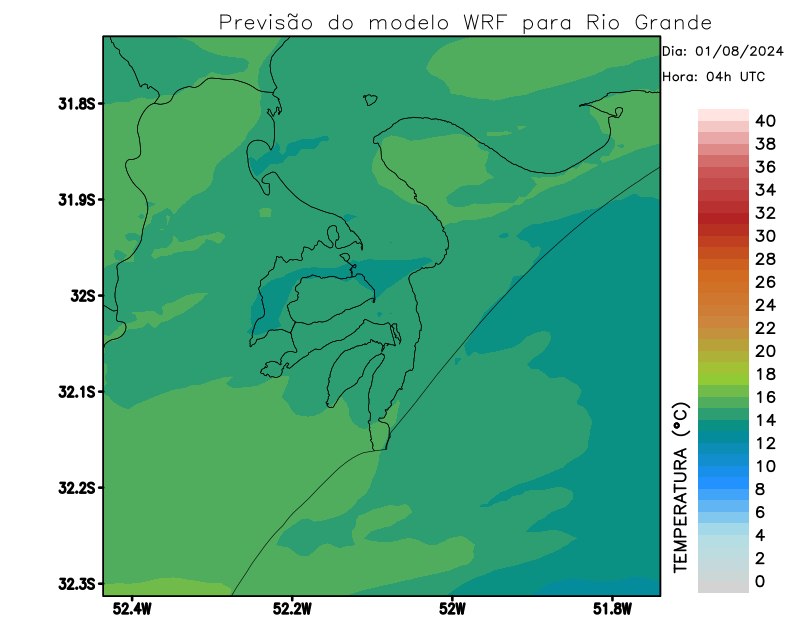 Previsão do modelo WRF para Rio Grande
Dia: 01/08/2024
Hora: 04h UTC
31.8S
31.9S
32S
32.1S
32.2S
32.3S
52.4W
52.2W
52W
51.8W
TEMPERATURA (°C)
40
38
36
34
32
30
28
26
24
22
20
18
16
14
12
10
8
6
4
2
0